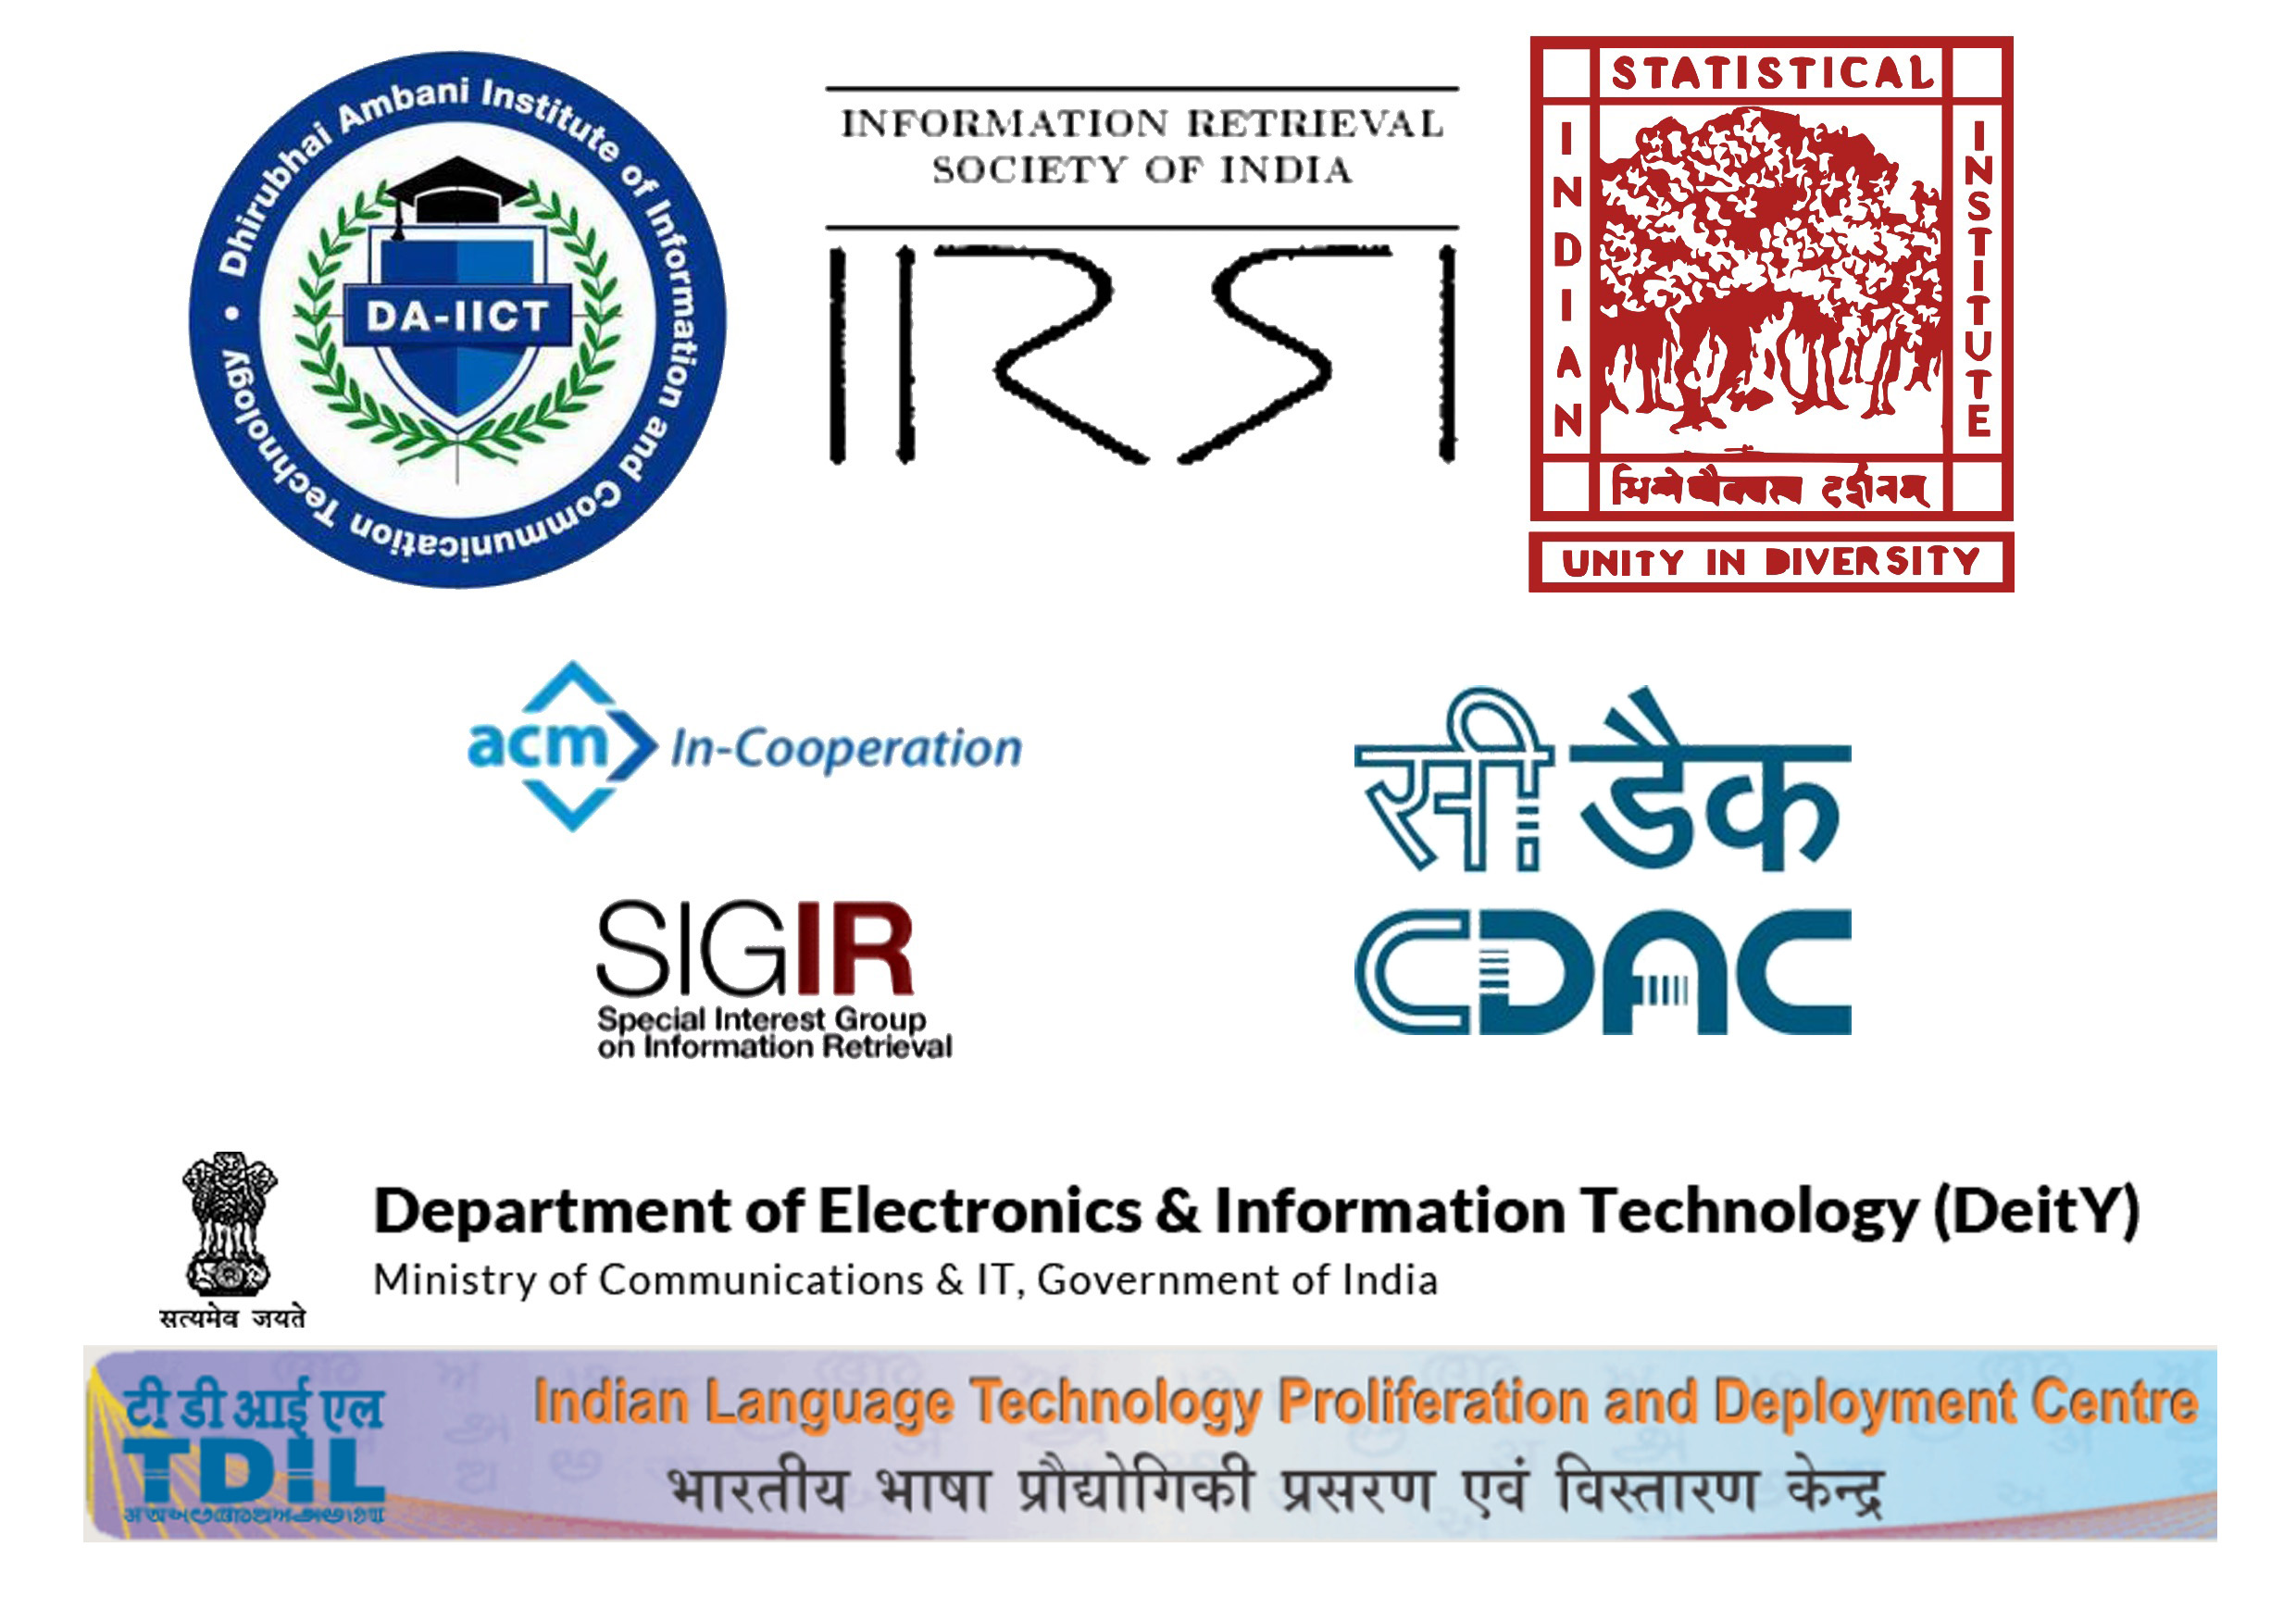 Dhirubhai Ambani Institute of Information and Communication Technology
DA-IICT
INFORMATION RETRIEVAL
SOCIETY OF INDIA
IRSI
STATISTICAL
INDIAN
INSTITUTE
भिन्नेष्वैक्यस्य दर्शनम्
UNITY IN DIVERSITY
acm In-Cooperation
SIGIR
Special Interest Group
on Information Retrieval
सी डैक
CDAC
सत्यमेव जयते
Department of Electronics & Information Technology (DeitY)
Ministry of Communications & IT, Government of India
टी डी आई एल
TDIL
Indian Language Technology Proliferation and Deployment Centre
भारतीय भाषा प्रौद्योगिकी प्रसरण एवं विस्तारण केन्द्र